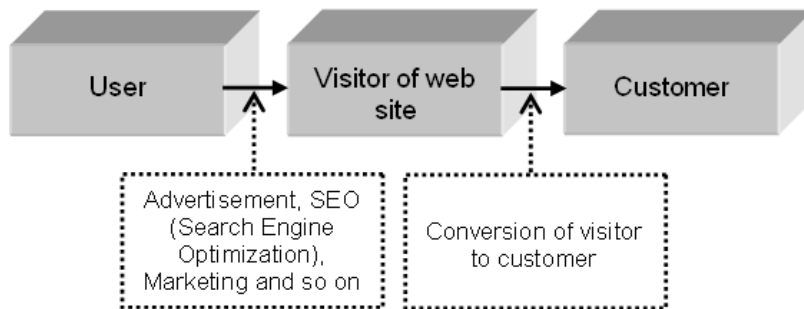 User
Visitor of web
site
Customer
Advertisement, SEO
(Search Engine
Optimization),
Marketing and so on
Conversion of visitor
to customer